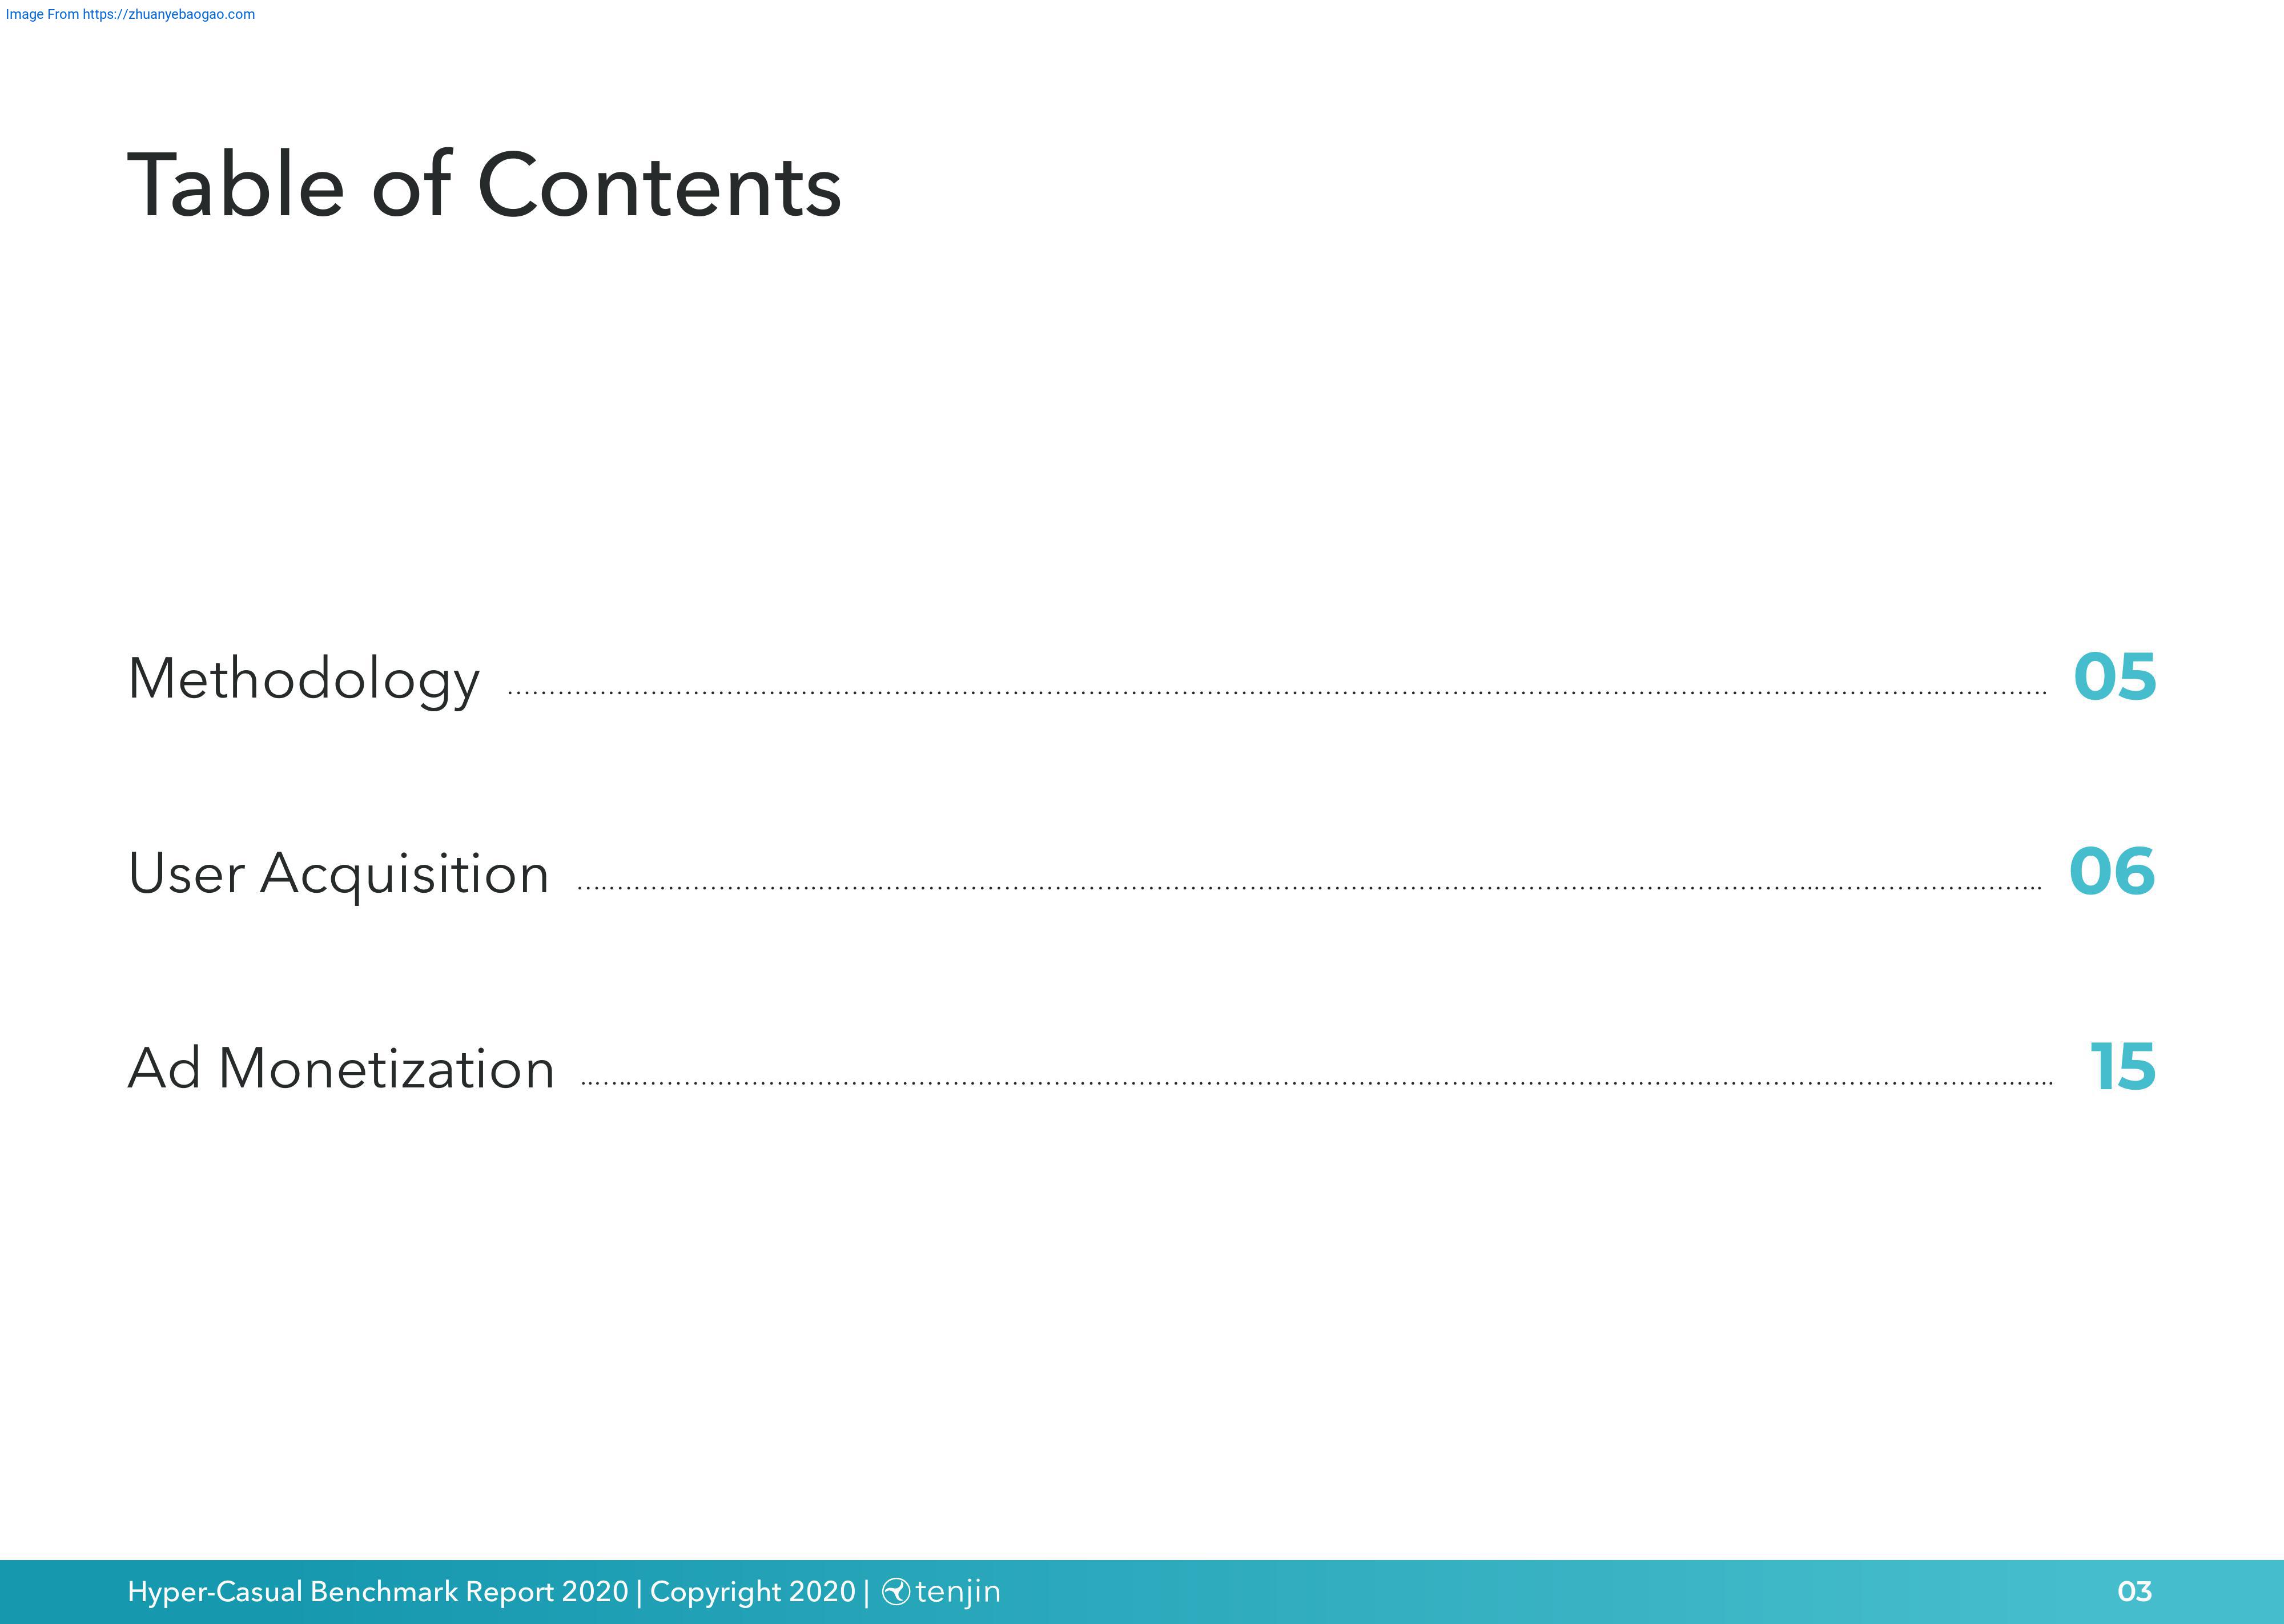 Image From https://zhuanyebaogao.com
Table of Contents
Methodology 05
User Acquisition 06
Ad Monetization 15
Hyper-Casual Benchmark Report 2020 | Copyright 2020 | tenjin 03